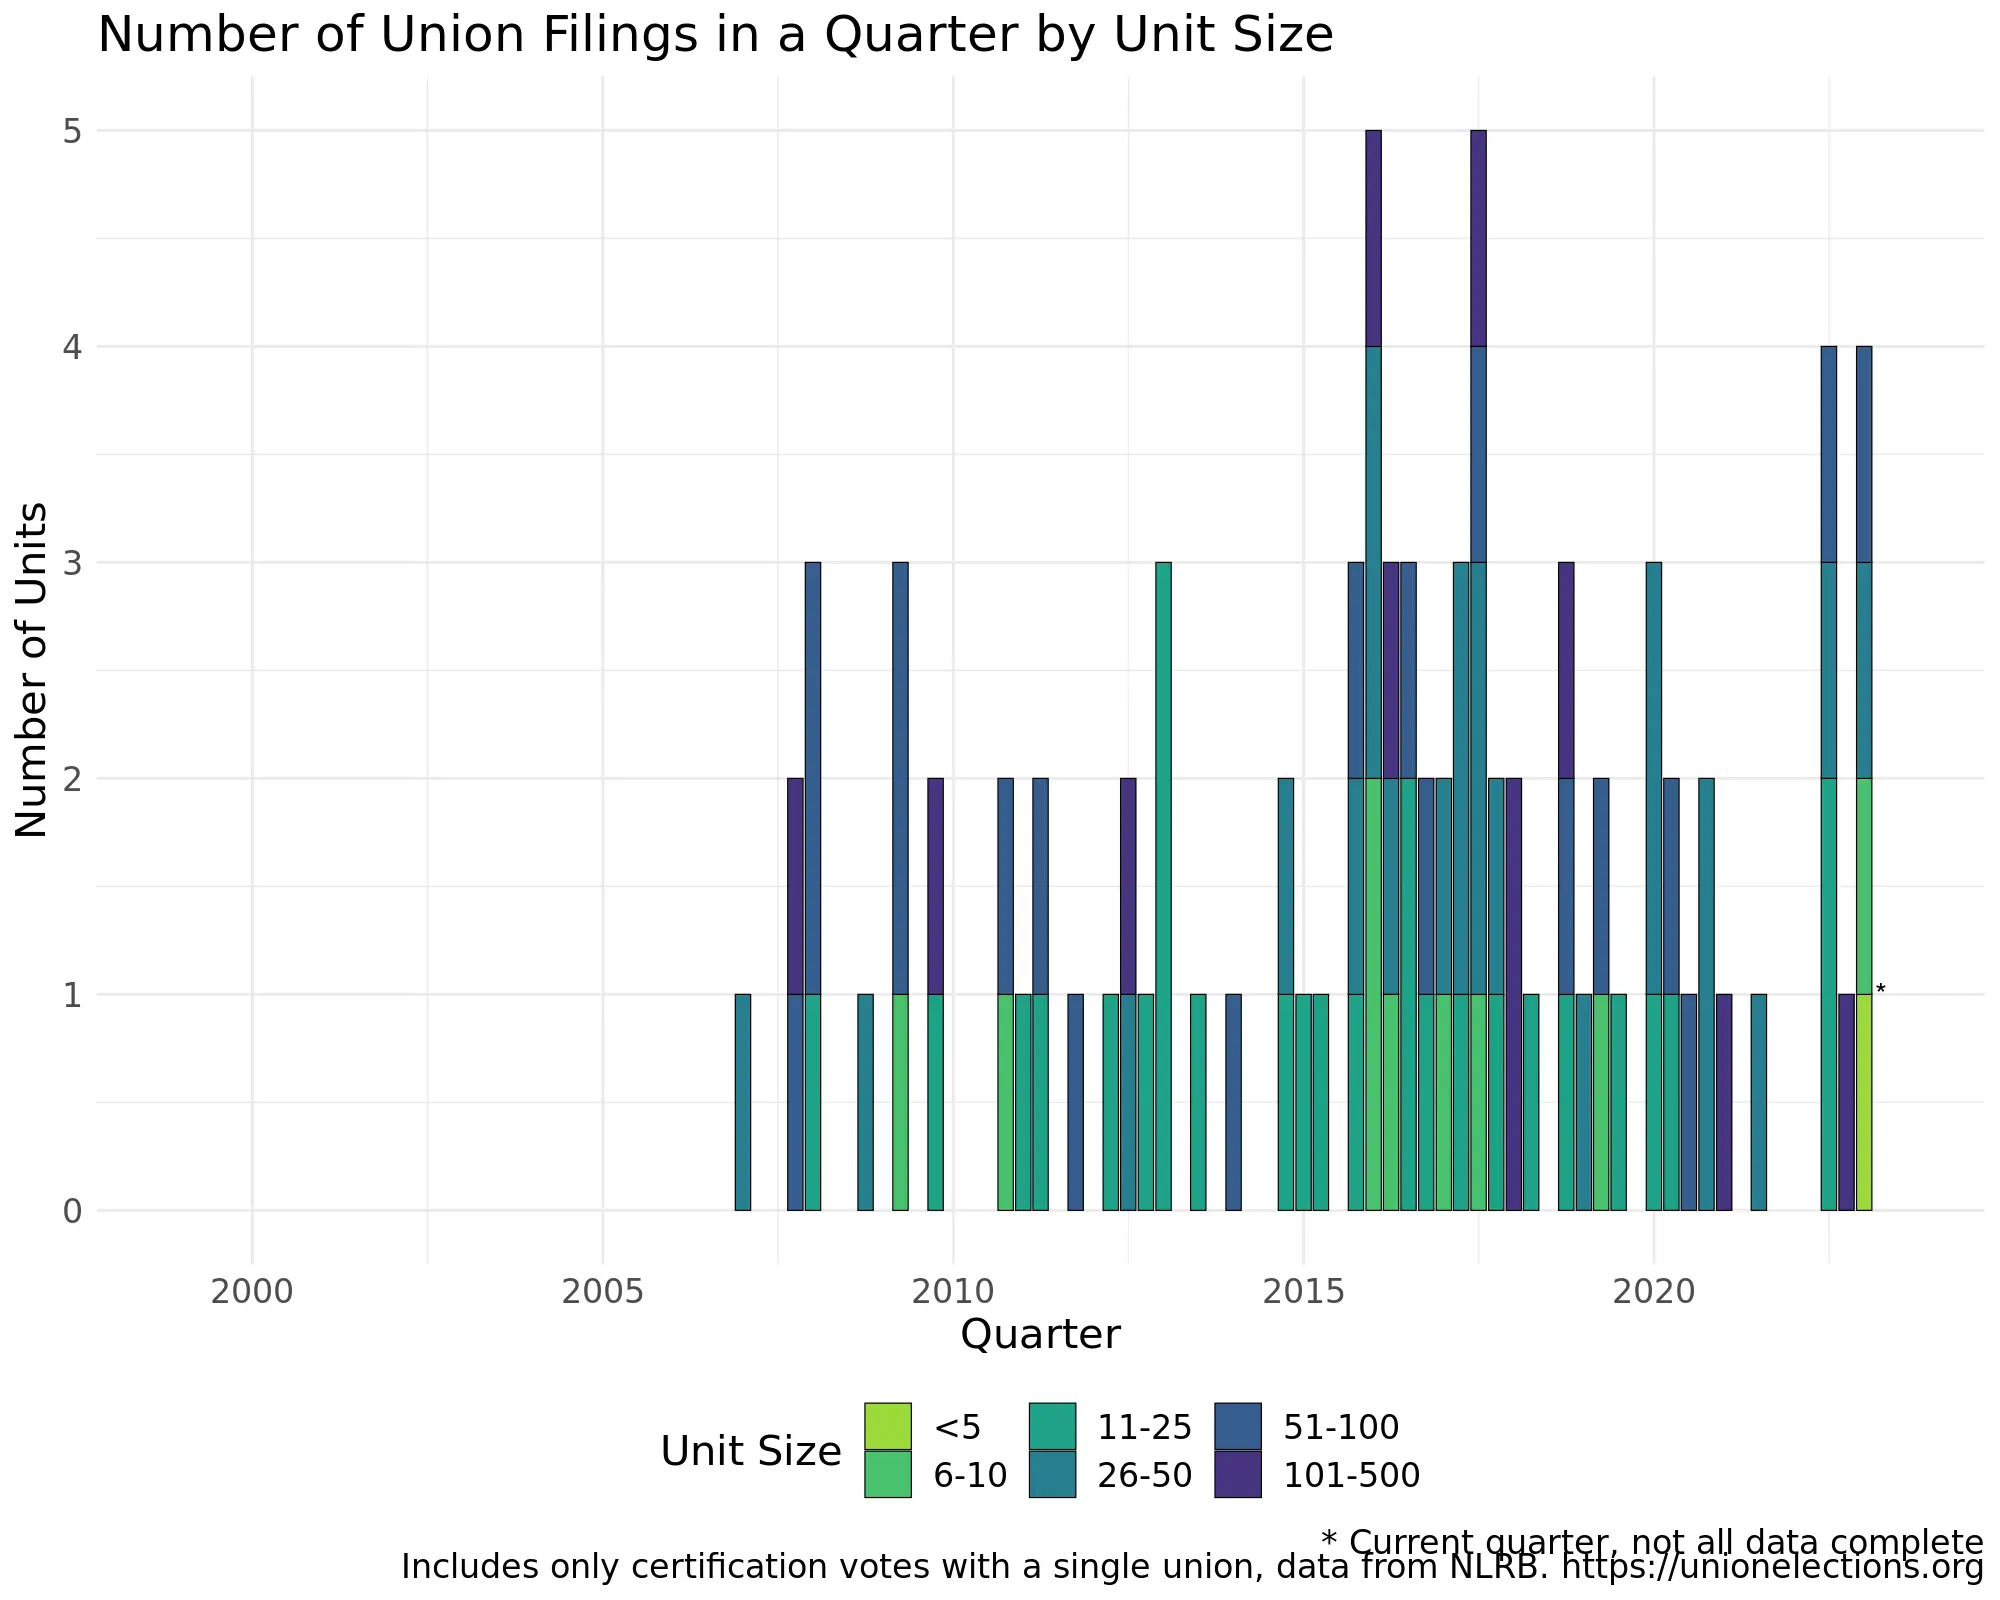 Number of Union Filings in a Quarter by Unit Size
Number of Units
5
4
3
2
1
0
*
2000 2005 2010 2015 2020
Quarter
Unit Size
<5 11-25 51-100
6-10 26-50 101-500
* Current quarter, not all data complete
Includes only certification votes with a single union, data from NLRB. https://unionelections.org